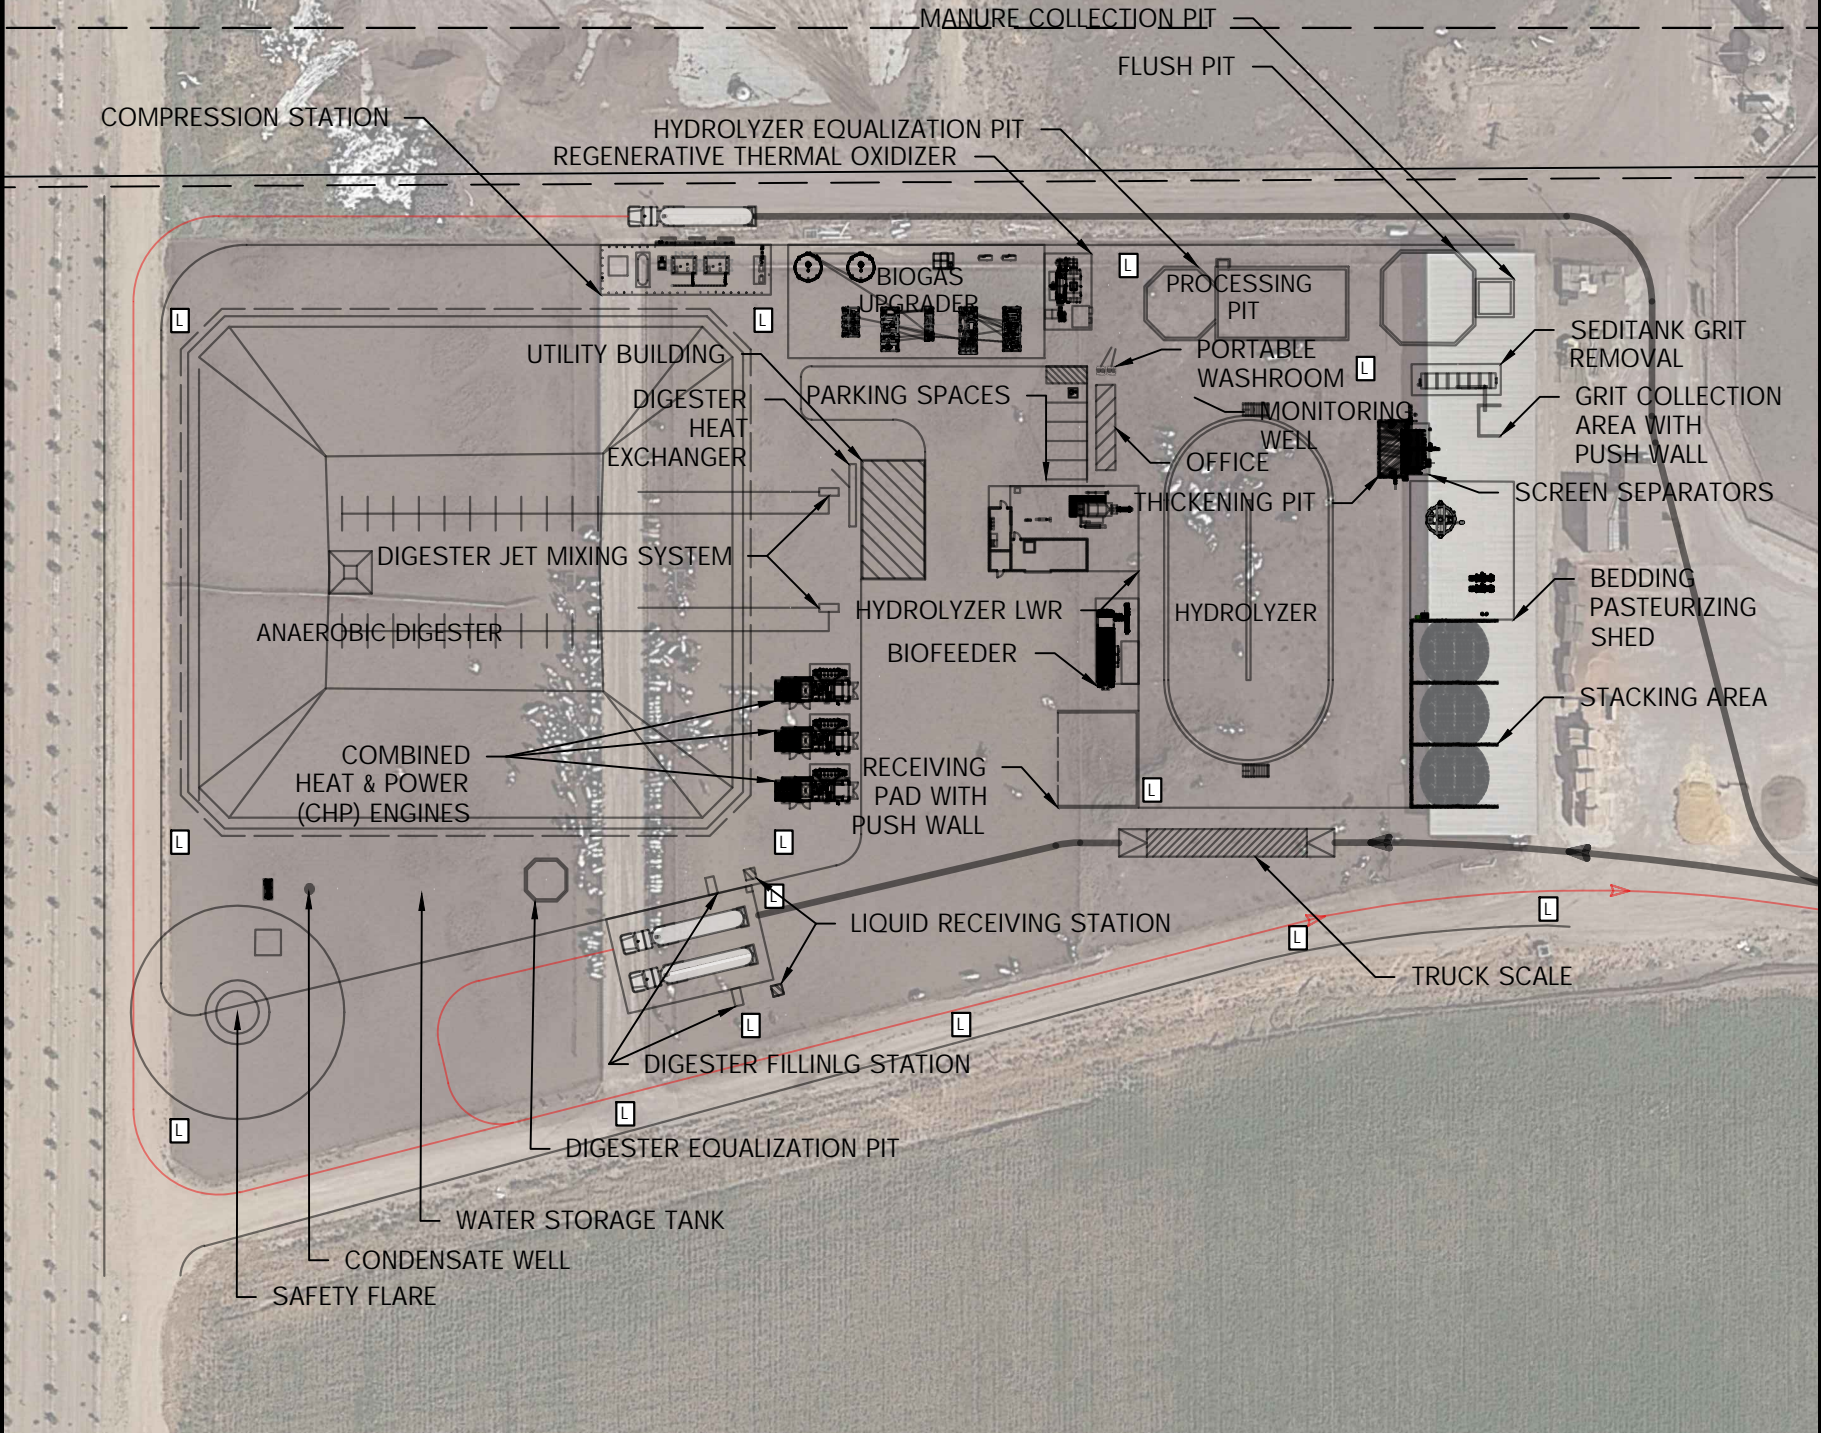 MANURE COLLECTION PIT
FLUSH PIT
COMPRESSION STATION
HYDROLYZER EQUALIZATION PIT
REGENERATIVE THERMAL OXIDIZER
BIOGAS
UPGRADER
L
PROCESSING
PIT
L
L
SEDITANK GRIT
REMOVAL
UTILITY BUILDING
PORTABLE
WASHROOM
L
DIGESTER
HEAT
EXCHANGER
PARKING SPACES
MONITORING
WELL
GRIT COLLECTION
AREA WITH
PUSH WALL
OFFICE
THICKENING PIT
SCREEN SEPARATORS
DIGESTER JET MIXING SYSTEM
BEDDING
PASTEURIZING
SHED
HYDROLYZER LWR
HYDROLYZER
ANAEROBIC DIGESTER
BIOFEEDER
STACKING AREA
COMBINED
HEAT & POWER
(CHP) ENGINES
RECEIVING
PAD WITH
PUSH WALL
L
L
L
L
LIQUID RECEIVING STATION
L
L
TRUCK SCALE
L
L
DIGESTER FILLINLG STATION
L
L
DIGESTER EQUALIZATION PIT
WATER STORAGE TANK
CONDENSATE WELL
SAFETY FLARE